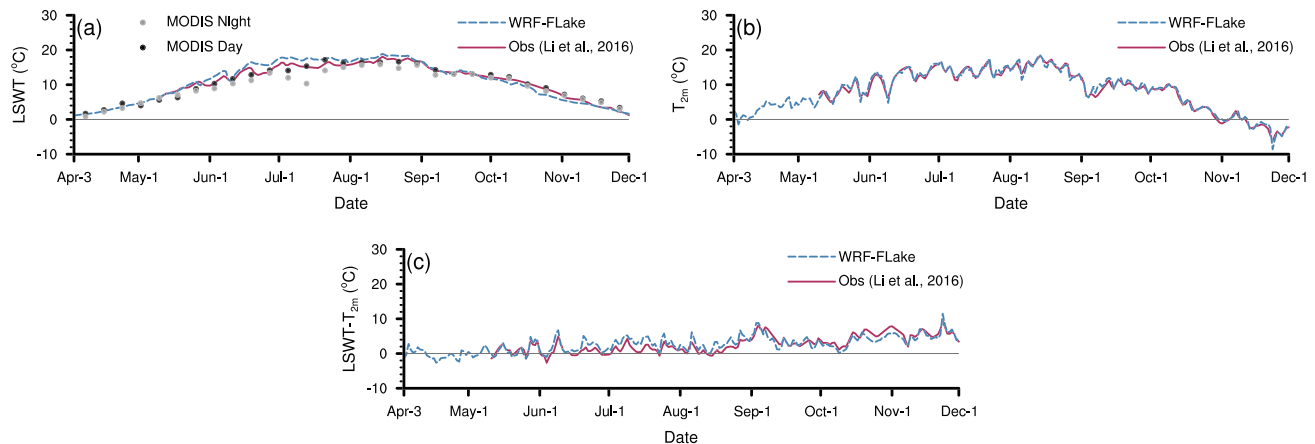 (a)
MODIS Night
MODIS Day
WRF-FLake
Obs (Li et al., 2016)
LSWT (°C)
30
20
10
0
-10
Apr-3 May-1 Jun-1 Jul-1 Aug-1 Sep-1 Oct-1 Nov-1 Dec-1
Date
(b)
WRF-FLake
Obs (Li et al., 2016)
T2m (°C)
30
20
10
0
-10
Apr-3 May-1 Jun-1 Jul-1 Aug-1 Sep-1 Oct-1 Nov-1 Dec-1
Date
(c)
WRF-FLake
Obs (Li et al., 2016)
LSWT-T2m (°C)
30
20
10
0
-10
Apr-3 May-1 Jun-1 Jul-1 Aug-1 Sep-1 Oct-1 Nov-1 Dec-1
Date